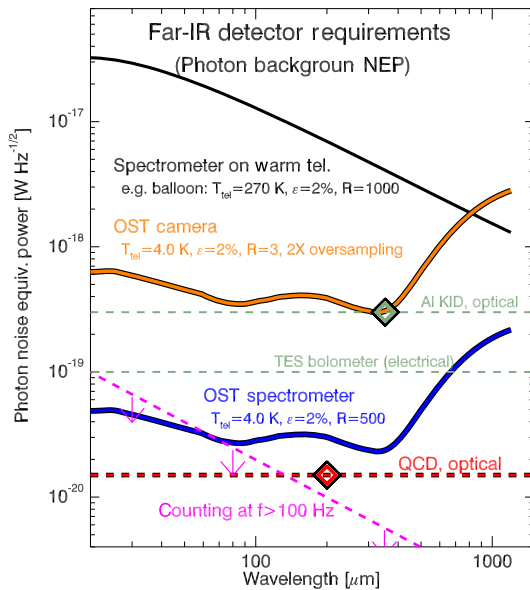 Far-IR detector requirements
(Photon backgroun NEP)
Photon noise equiv. power [W Hz^-1/2]
10^-17
10^-18
10^-19
10^-20
Spectrometer on warm tel.
e.g. balloon: T_tel=270 K, ε=2%, R=1000
OST camera
T_tel=4.0 K, ε=2%, R=3, 2X oversampling
Al KID, optical
TES bolometer (electrical)
OST spectrometer
T_tel=4.0 K, ε=2%, R=500
QCD, optical
Counting at f>100 Hz
100
1000
Wavelength [μm]